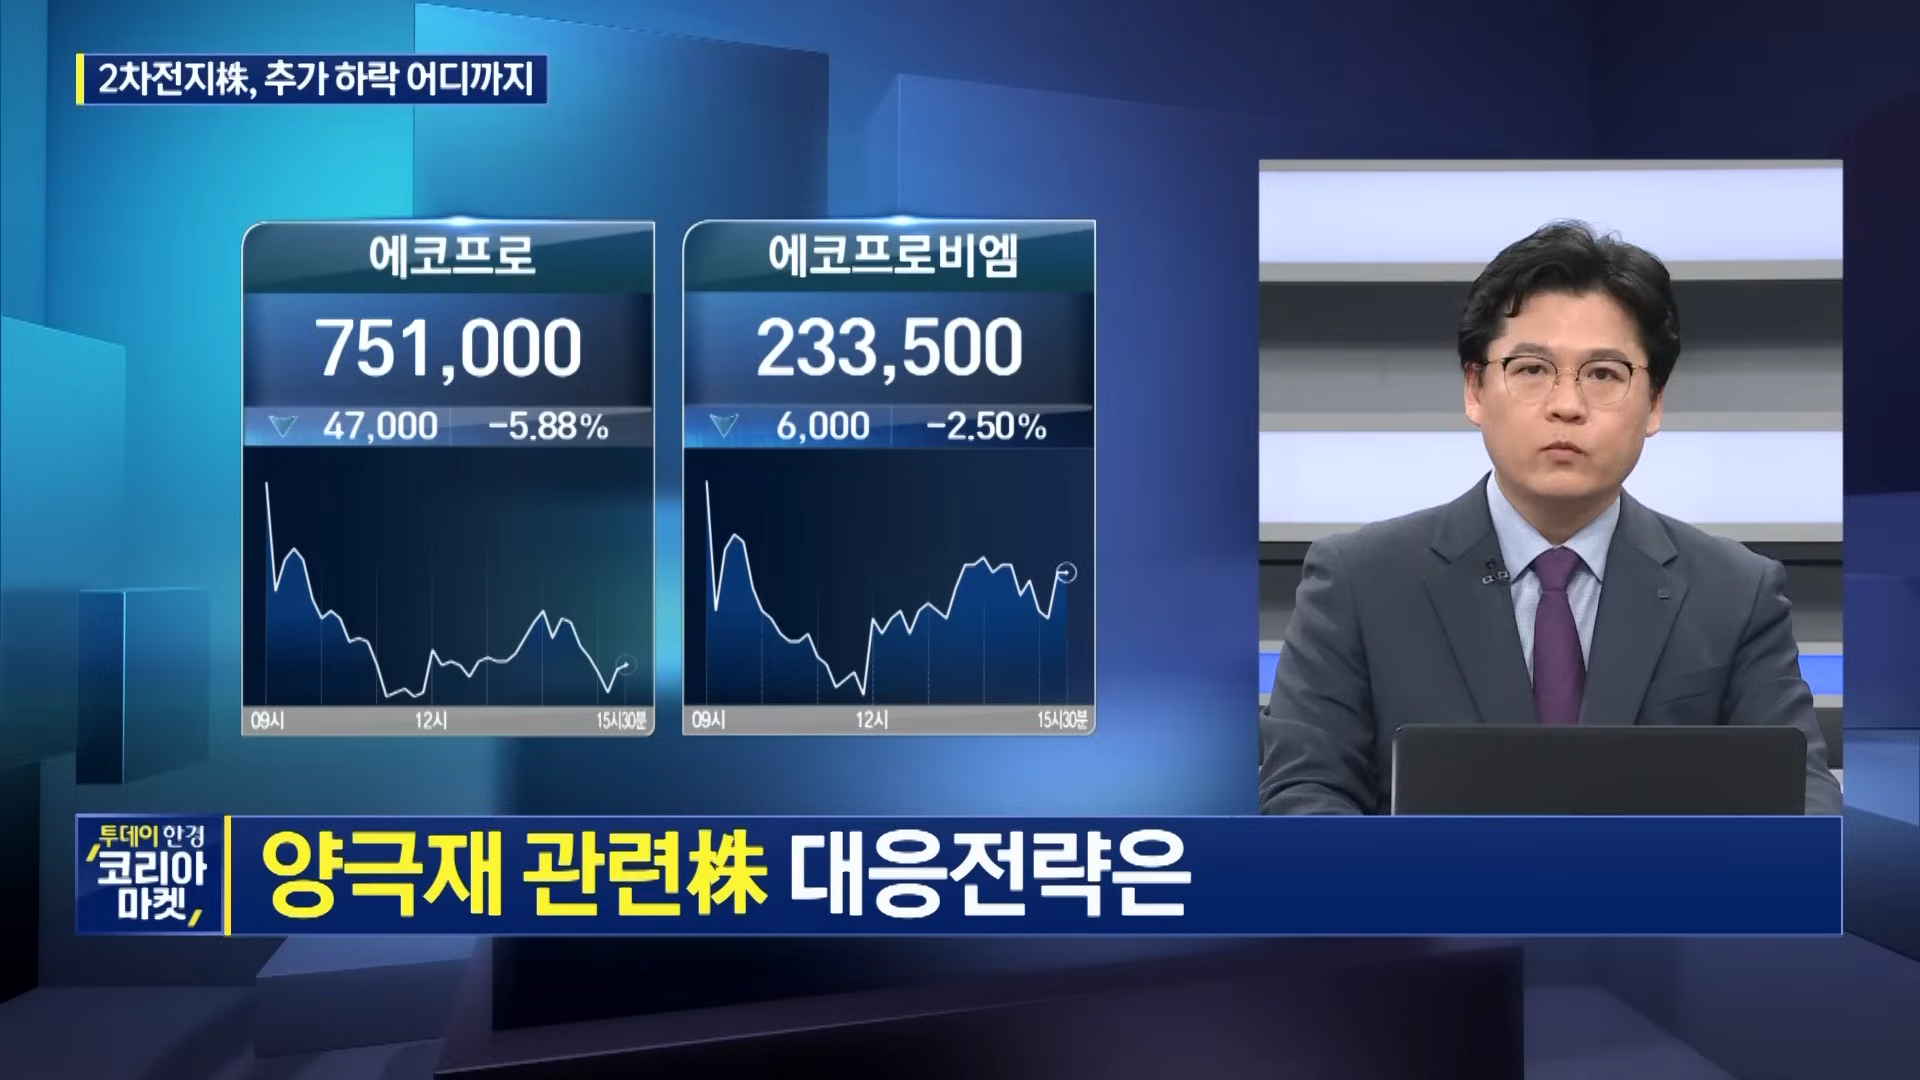 2차전지株, 추가 하락 어디까지
에코프로
751,000
▼ 47,000 -5.88%
09시 12시 15시30분
에코프로비엠
233,500
▼ 6,000 -2.50%
09시 12시 15시30분
투데이 한경
코리아
마켓
양극재 관련株 대응전략은